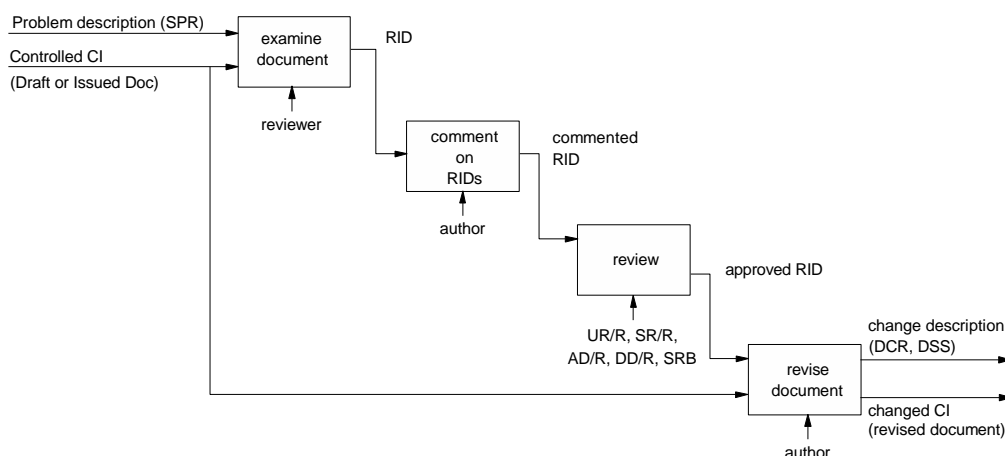 Problem description (SPR)
Controlled CI
(Draft or Issued Doc)
examine
document
RID
reviewer
comment
on
RIDs
commented
RID
author
review
approved RID
UR/R, SR/R,
AD/R, DD/R, SRB
revise
document
change description
(DCR, DSS)
changed CI
(revised document)
author